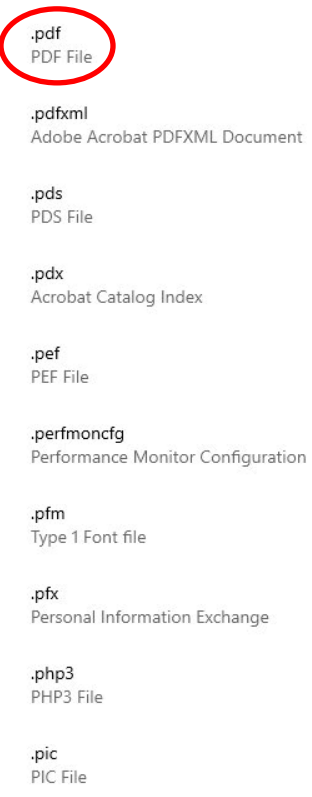 .pdf
PDF File
.pdfxml
Adobe Acrobat PDFXML Document
.pds
PDS File
.pdx
Acrobat Catalog Index
.pef
PEF File
.perfmoncfg
Performance Monitor Configuration
.pfm
Type 1 Font file
.pfx
Personal Information Exchange
.php3
PHP3 File
.pic
PIC File